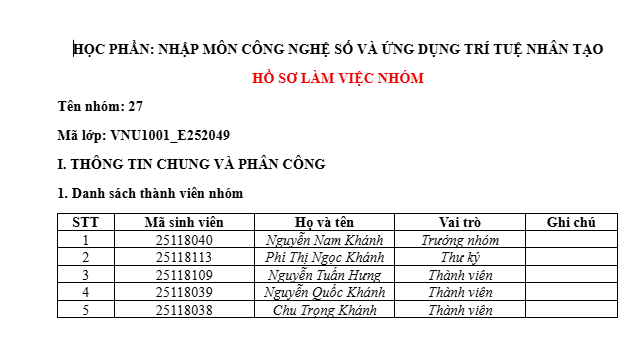 HỌC PHẦN: NHẬP MÔN CÔNG NGHỆ SỐ VÀ ỨNG DỤNG TRÍ TUỆ NHÂN TẠO
HỒ SƠ LÀM VIỆC NHÓM
Tên nhóm: 27
Mã lớp: VNU1001_E252049
I. THÔNG TIN CHUNG VÀ PHÂN CÔNG
1. Danh sách thành viên nhóm
STT Mã sinh viên Họ và tên Vai trò Ghi chú
1 25118040 Nguyễn Nam Khánh Trưởng nhóm
2 25118113 Phí Thị Ngọc Khánh Thư ký
3 25118109 Nguyễn Tuấn Hưng Thành viên
4 25118039 Nguyễn Quốc Khánh Thành viên
5 25118038 Chu Trọng Khánh Thành viên